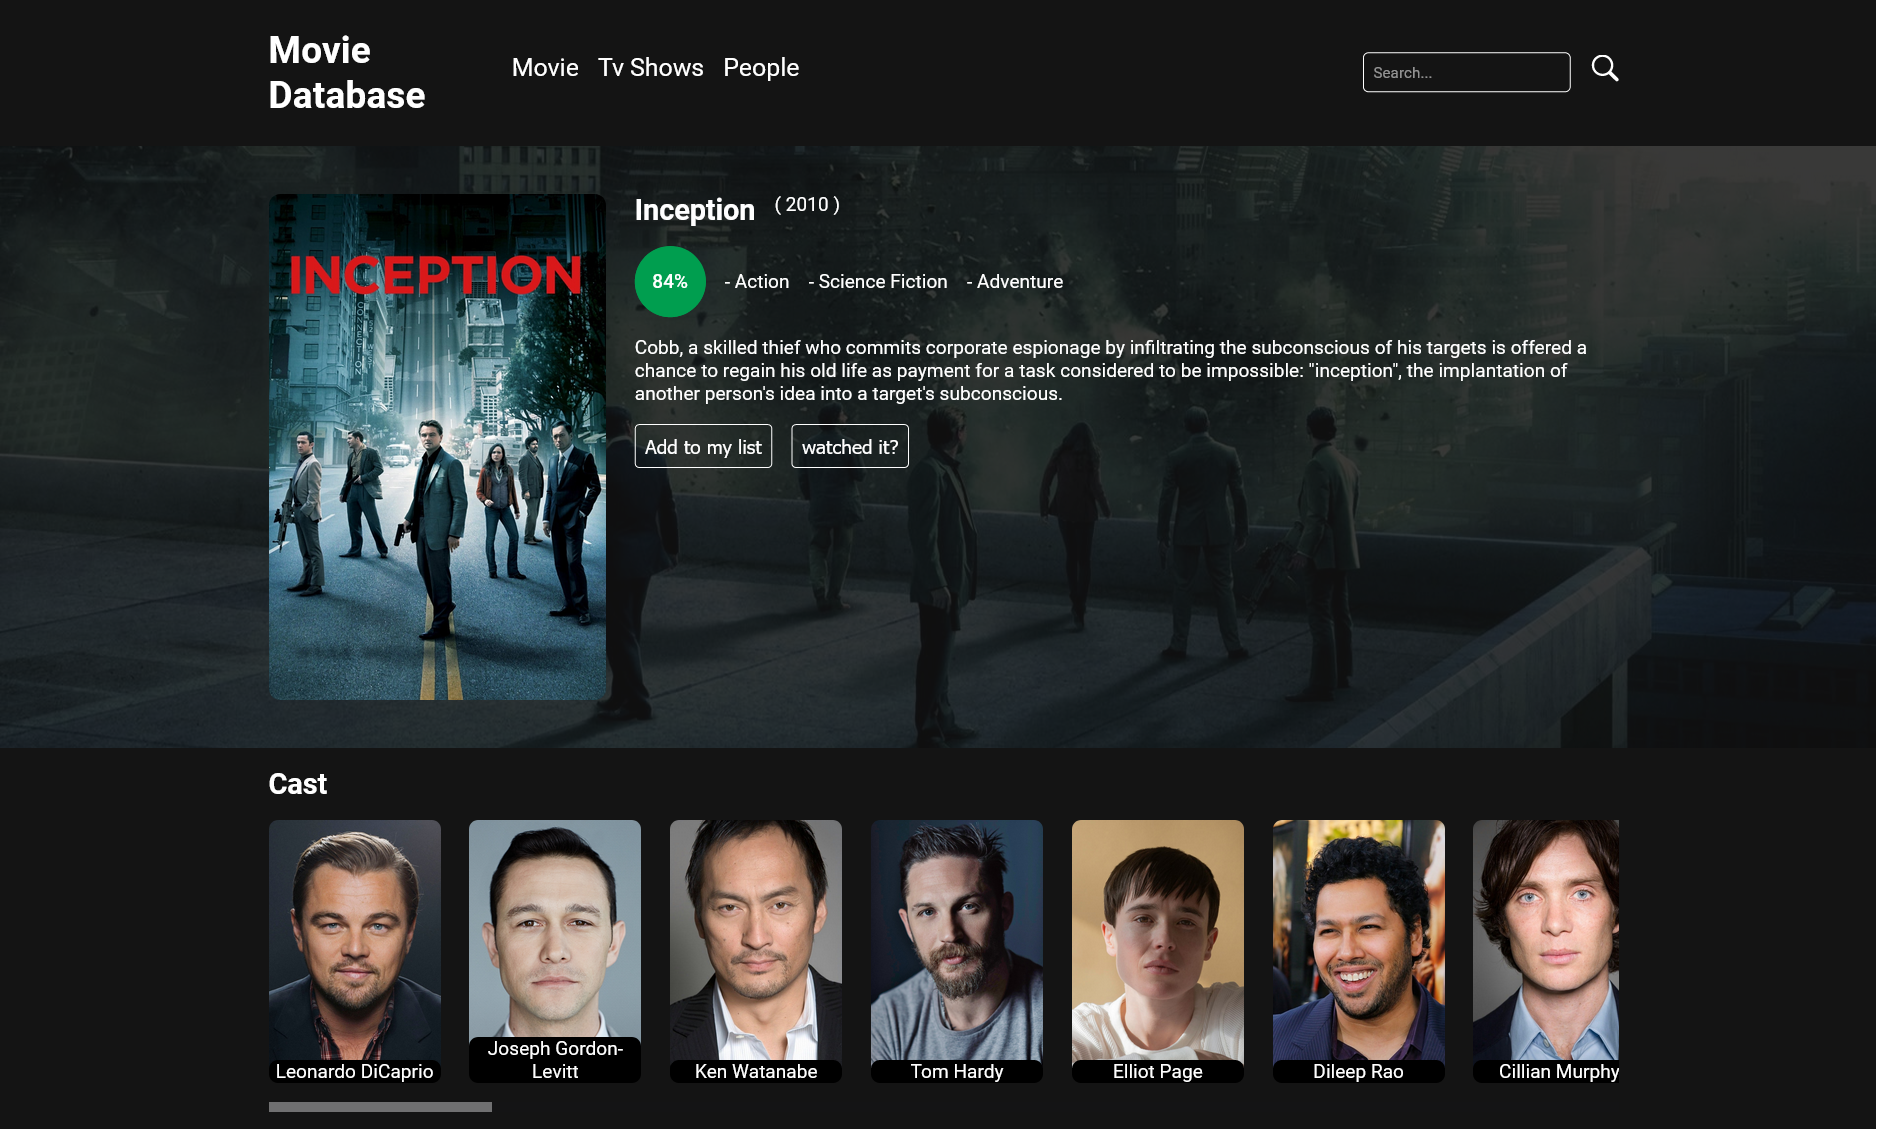 Movie
Database
Movie Tv Shows People
Search...
INCEPTION
Inception ( 2010 )
84% - Action - Science Fiction - Adventure
Cobb, a skilled thief who commits corporate espionage by infiltrating the subconscious of his targets is offered a
chance to regain his old life as payment for a task considered to be impossible: "inception", the implantation of
another person's idea into a target's subconscious.
Add to my list watched it?
Cast
Leonardo DiCaprio
Joseph Gordon-
Levitt
Ken Watanabe
Tom Hardy
Elliot Page
Dileep Rao
Cillian Murphy